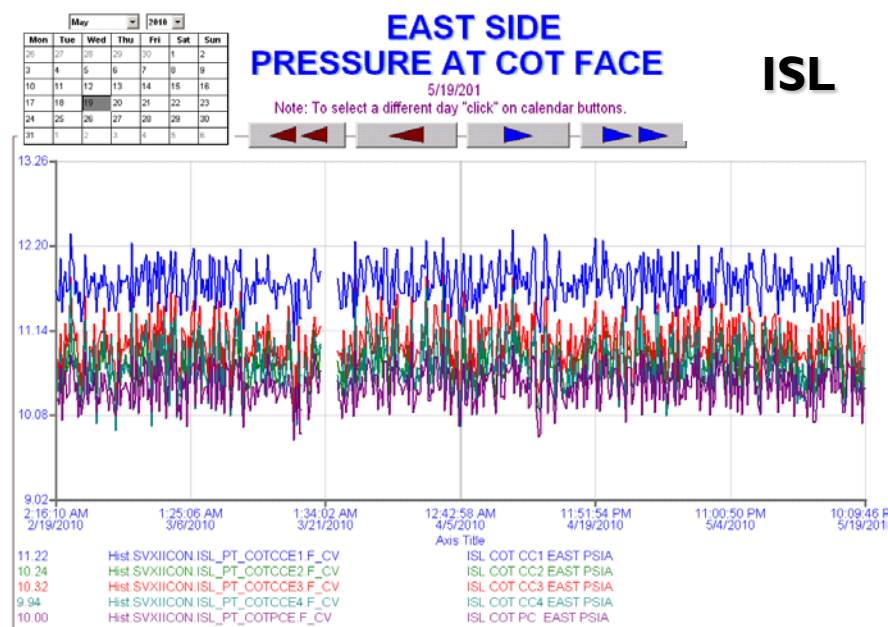 May 2010
Mon Tue Wed Thu Fri Sat Sun
26 27 28 29 30 1 2
3 4 5 6 7 8 9
10 11 12 13 14 15 16
17 18 19 20 21 22 23
24 25 26 27 28 29 30
31 1 2 3 4 5 6
EAST SIDE
PRESSURE AT COT FACE
5/19/201
Note: To select a different day "click" on calendar buttons.
ISL
13.26
12.20
11.14
10.08
9.02
2:16:10 AM 1:25:06 AM 1:34:02 AM 12:42:58 AM 11:51:54 PM 11:00:50 PM 10:09:46 P
2/19/2010 3/6/2010 3/21/2010 4/5/2010 4/19/2010 5/4/2010 5/19/201
Axis Title
11.22 Hist.SVXIICON.ISL_PT_COTCCE1.F_CV ISL COT CC1 EAST PSIA
10.24 Hist.SVXIICON.ISL_PT_COTCCE2.F_CV ISL COT CC2 EAST PSIA
10.32 Hist.SVXIICON.ISL_PT_COTCCE3.F_CV ISL COT CC3 EAST PSIA
9.94 Hist.SVXIICON.ISL_PT_COTCCE4.F_CV ISL COT CC4 EAST PSIA
10.00 Hist.SVXIICON.ISL_PT_COTPCE.F_CV ISL COT PC EAST PSIA